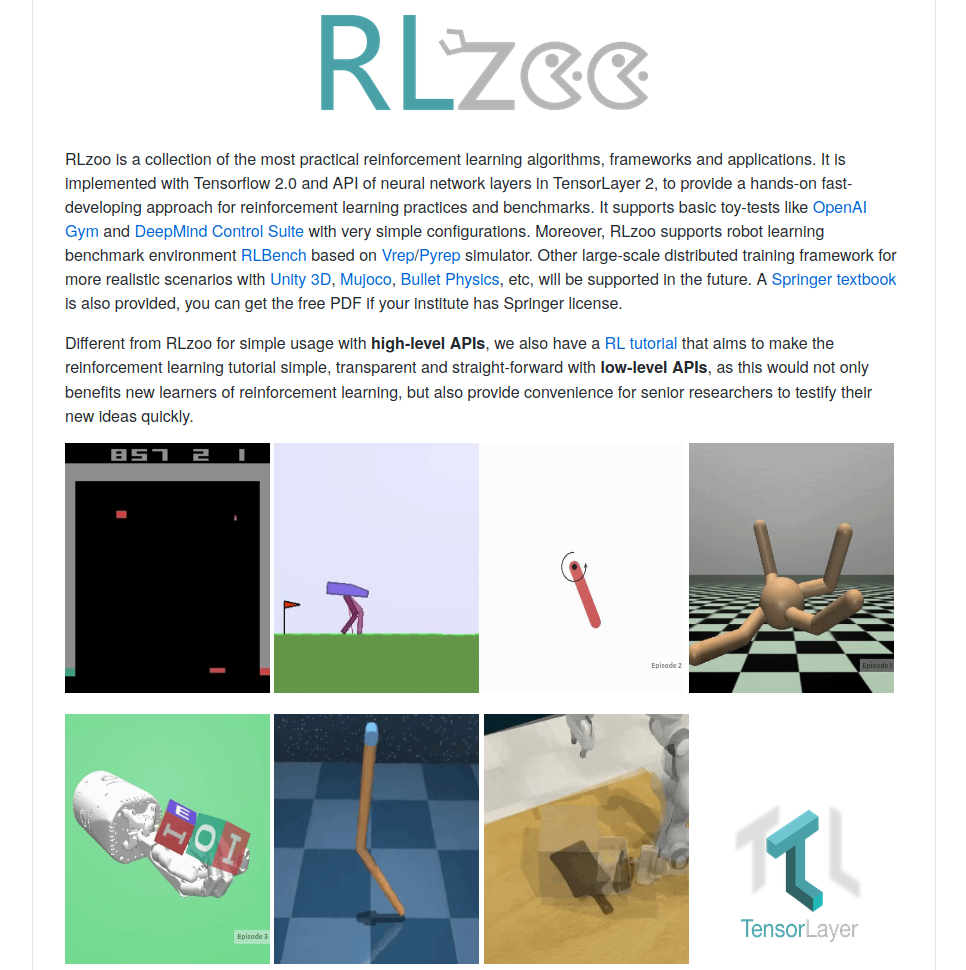 RLzoo
RLzoo is a collection of the most practical reinforcement learning algorithms, frameworks and applications. It is
implemented with Tensorflow 2.0 and API of neural network layers in TensorLayer 2, to provide a hands-on fast-
developing approach for reinforcement learning practices and benchmarks. It supports basic toy-tests like OpenAI
Gym and DeepMind Control Suite with very simple configurations. Moreover, RLzoo supports robot learning
benchmark environment RLBench based on Vrep/Pyrep simulator. Other large-scale distributed training framework for
more realistic scenarios with Unity 3D, Mujoco, Bullet Physics, etc, will be supported in the future. A Springer textbook
is also provided, you can get the free PDF if your institute has Springer license.
Different from RLzoo for simple usage with high-level APIs, we also have a RL tutorial that aims to make the
reinforcement learning tutorial simple, transparent and straight-forward with low-level APIs, as this would not only
benefits new learners of reinforcement learning, but also provide convenience for senior researchers to testify their
new ideas quickly.
857 2 1
Episode 2
Episode 1
E
I O I
Episode 3
TL
TensorLayer